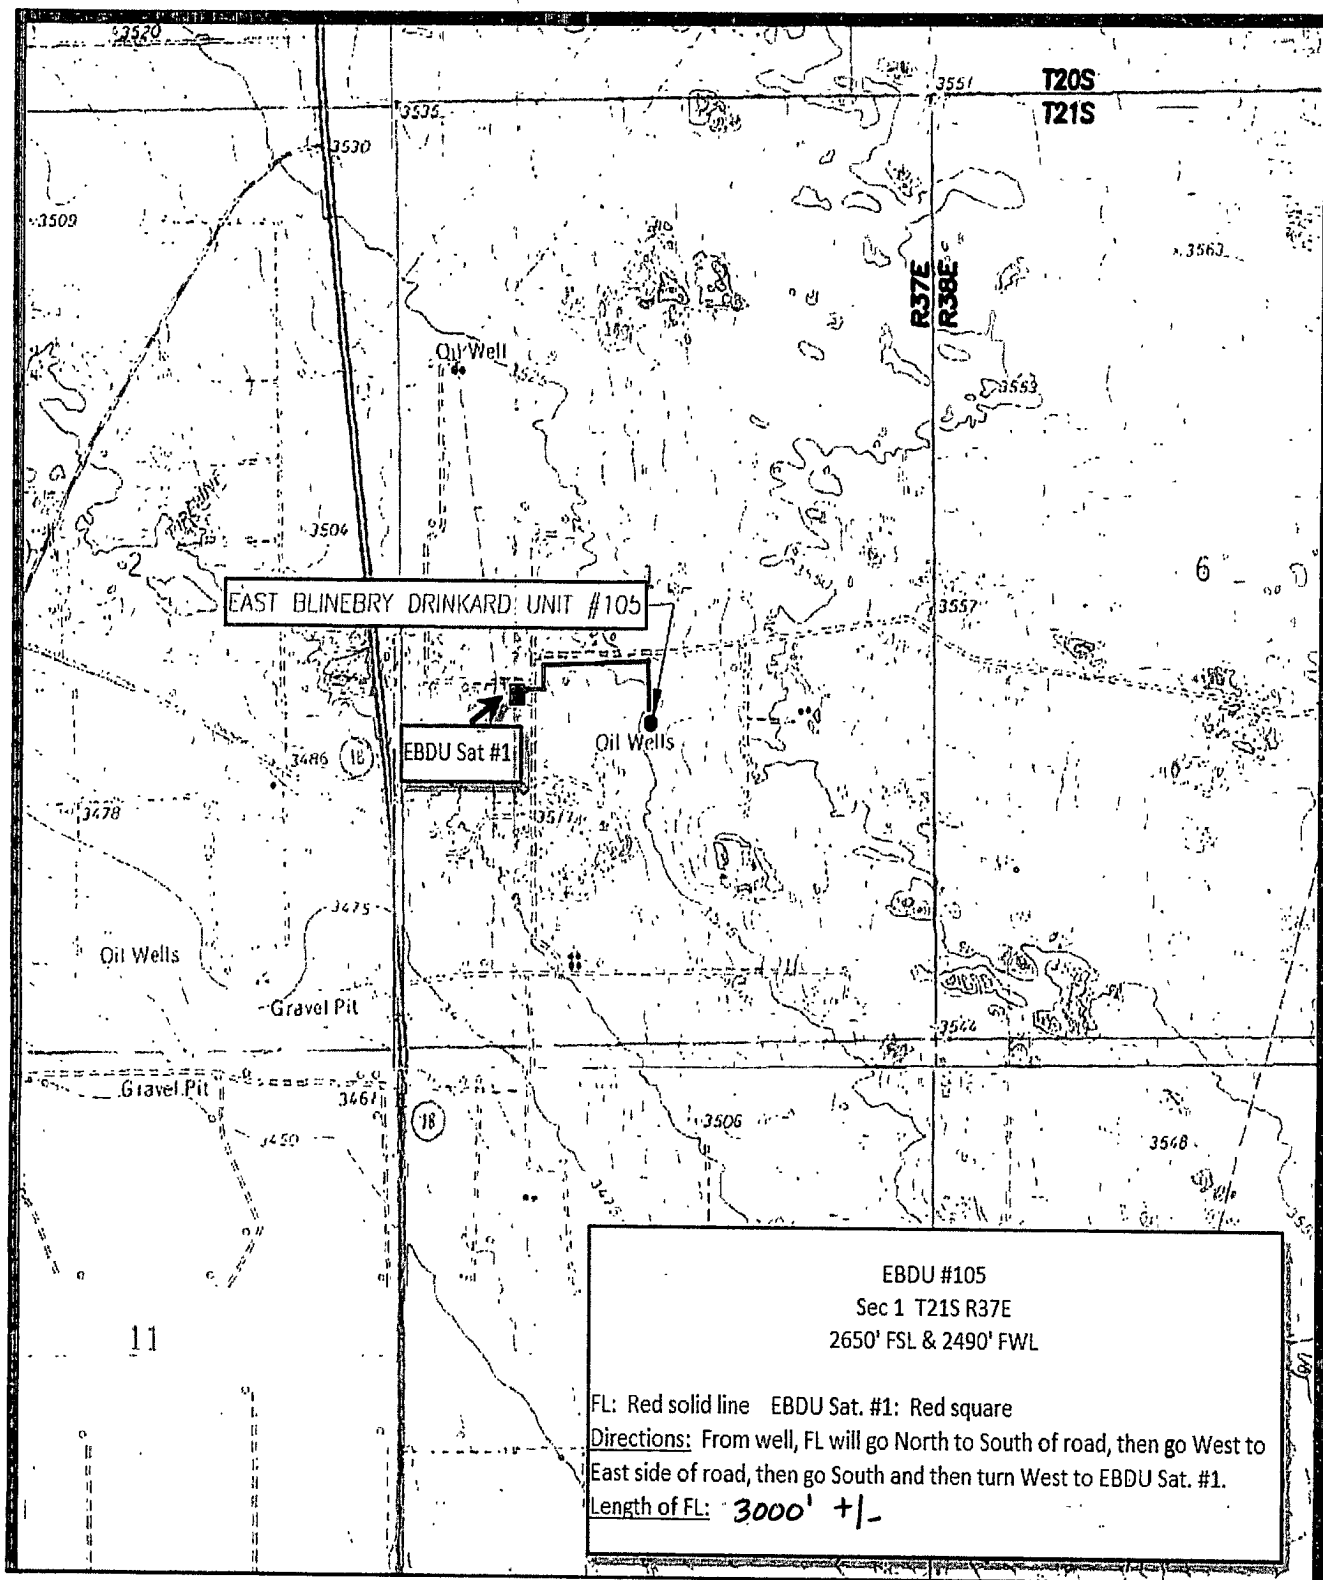 3520
3551
T20S
3535
T21S
3530
3509
3563
R37E
R38E
Oil Well
3525
3553
PIPELINE
3504
2
3550
6
EAST BLINEBRY DRINKARD UNIT #105
3557
EBDU Sat #1
Oil Wells
3486
18
3478
3475
Oil Wells
Gravel Pit
3544
Gravel Pit
3461
18
3506
3450
3548
3475
11
EBDU #105
Sec 1 T21S R37E
2650' FSL & 2490' FWL
FL: Red solid line EBDU Sat. #1: Red square
Directions: From well, FL will go North to South of road, then go West to
East side of road, then go South and then turn West to EBDU Sat. #1.
Length of FL: 3000' +/-